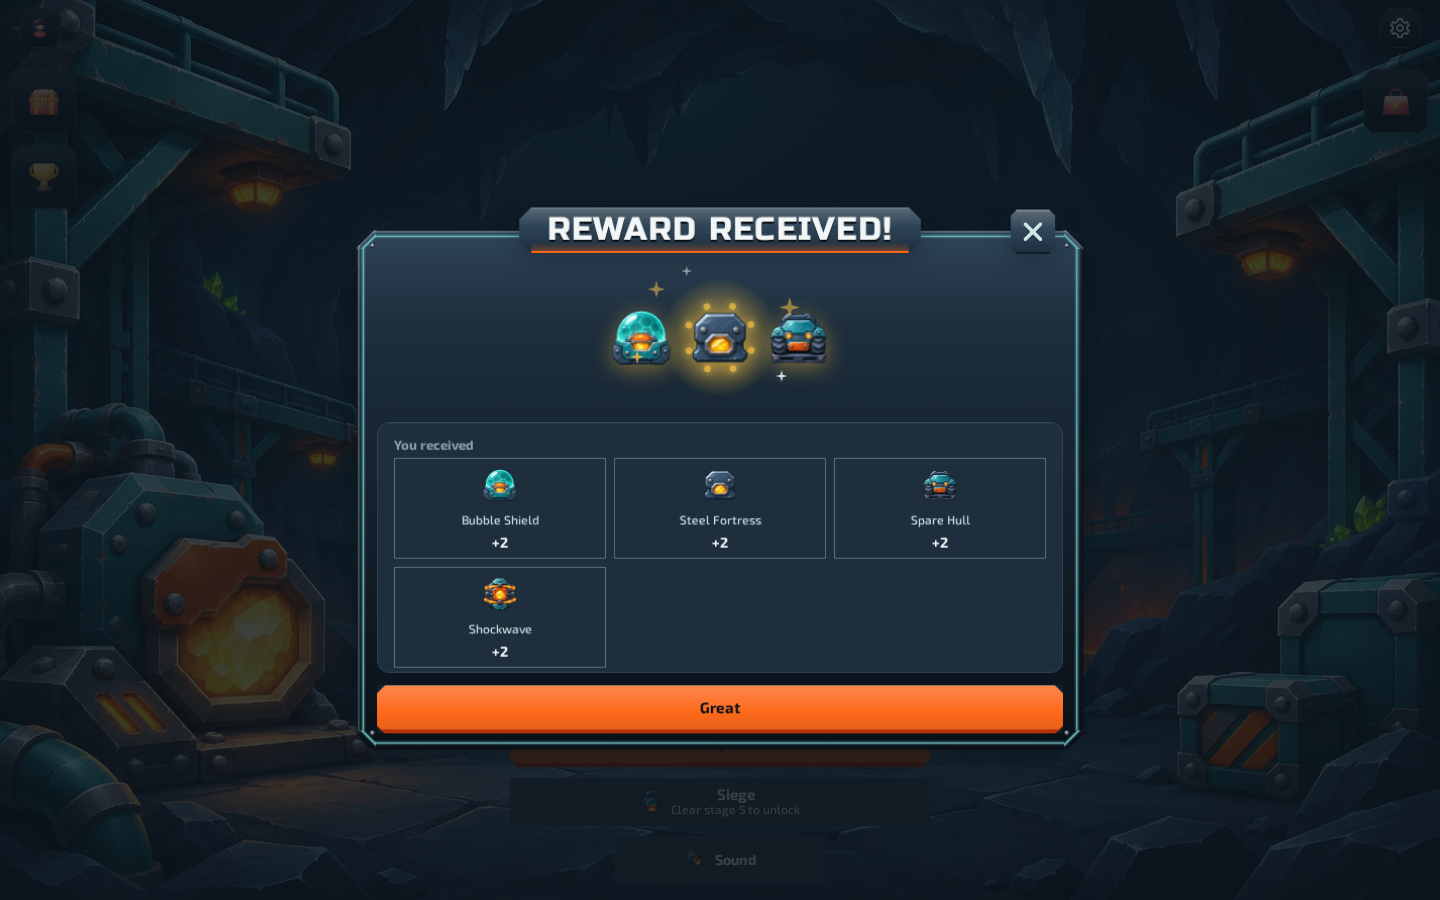 REWARD RECEIVED!
You received
Bubble Shield
+2
Steel Fortress
+2
Spare Hull
+2
Shockwave
+2
Great
Siege
Clear stage 5 to unlock
Sound